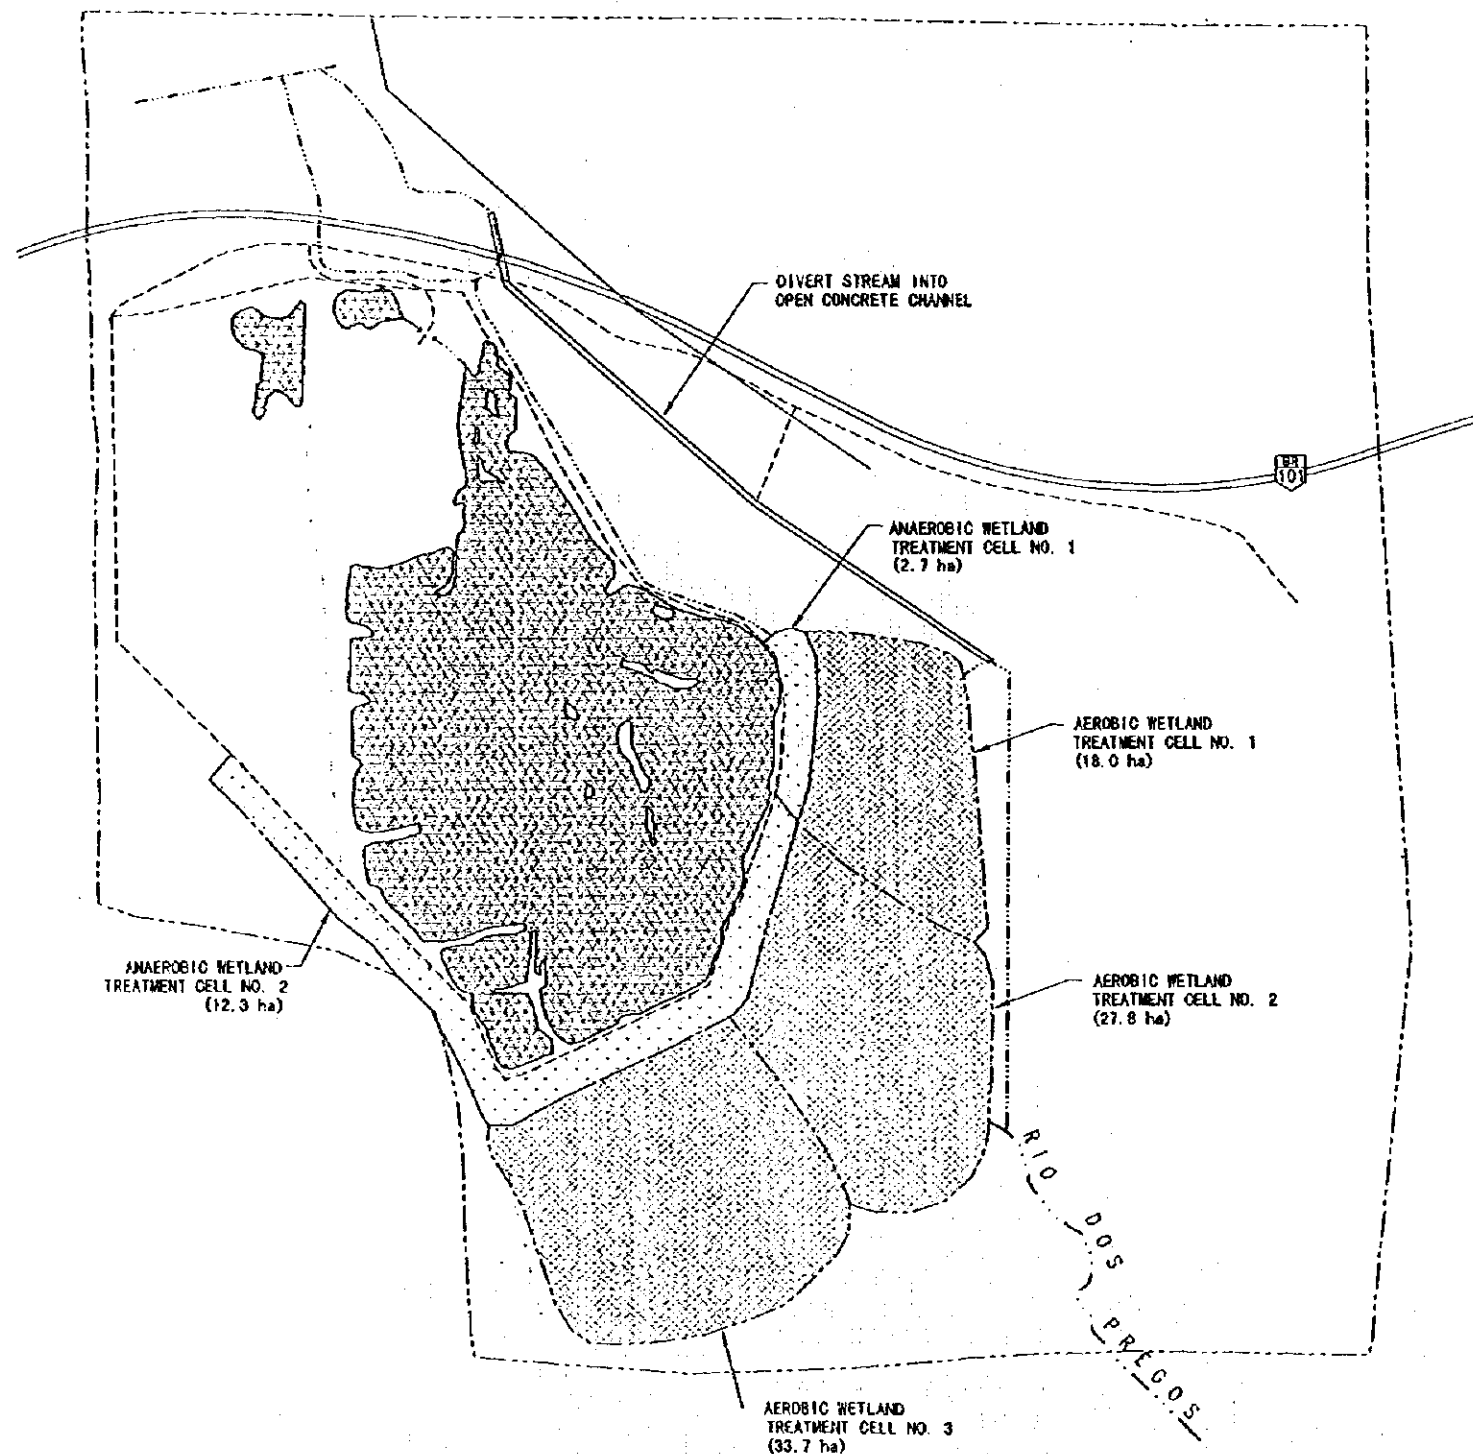 DIVERT STREAM INTO
OPEN CONCRETE CHANNEL
BR
101
ANAEROBIC WETLAND
TREATMENT CELL NO. 1
(2.7 ha)
AEROBIC WETLAND
TREATMENT CELL NO. 1
(18.0 ha)
ANAEROBIC WETLAND
TREATMENT CELL NO. 2
(12.3 ha)
AEROBIC WETLAND
TREATMENT CELL NO. 2
(27.8 ha)
RIO DOS PREGOS
AEROBIC WETLAND
TREATMENT CELL NO. 3
(33.7 ha)